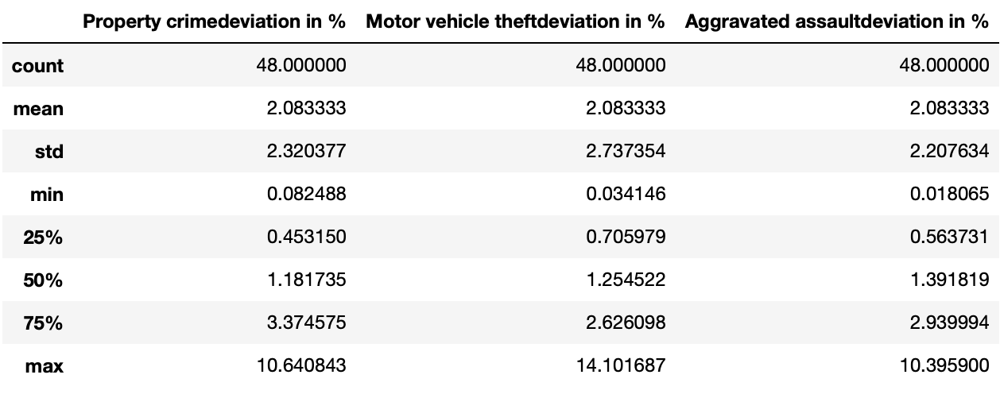 Property crimedeviation in % Motor vehicle theftdeviation in % Aggravated assaultdeviation in %
count 48.000000 48.000000 48.000000
mean 2.083333 2.083333 2.083333
std 2.320377 2.737354 2.207634
min 0.082488 0.034146 0.018065
25% 0.453150 0.705979 0.563731
50% 1.181735 1.254522 1.391819
75% 3.374575 2.626098 2.939994
max 10.640843 14.101687 10.395900